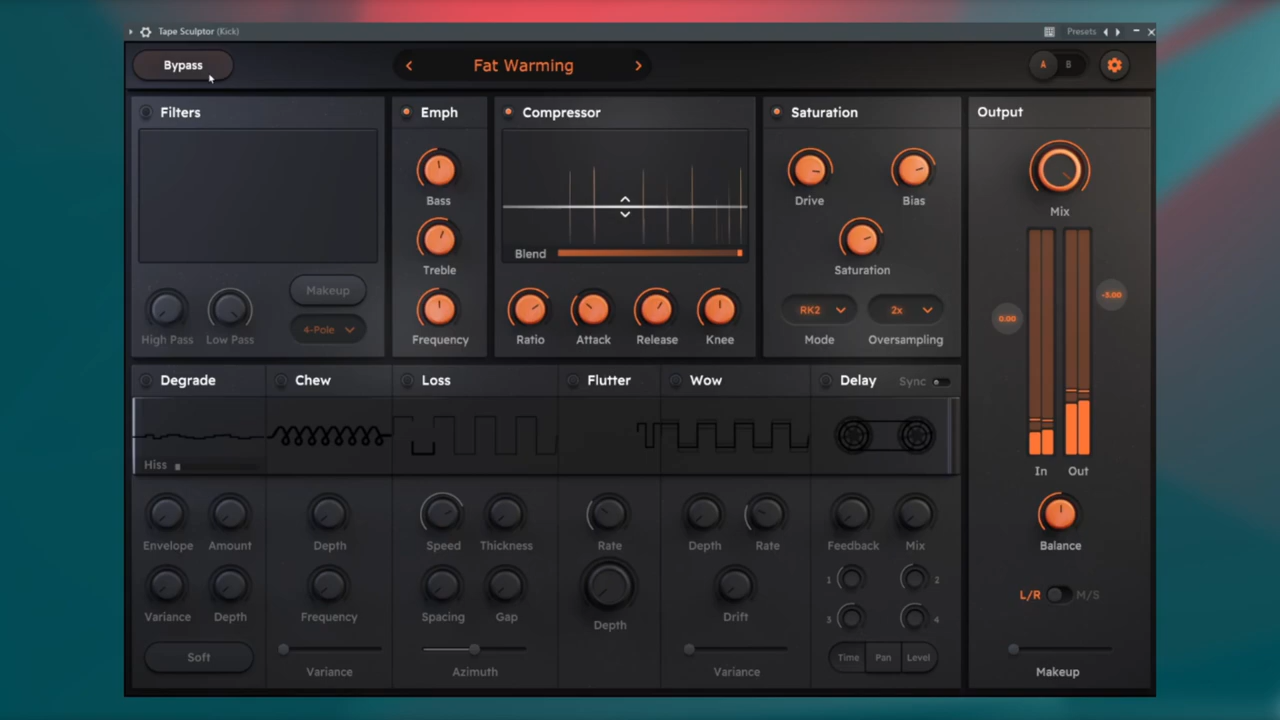 Tape Sculptor (Kick)
Presets
Bypass
Fat Warming
A B
Filters
High Pass
Low Pass
Makeup
4-Pole
Emph
Bass
Treble
Frequency
Compressor
Blend
Ratio
Attack
Release
Knee
Saturation
Drive
Bias
Saturation
RK2
2x
Mode
Oversampling
Output
Mix
0.00
-3.00
In
Out
Balance
L/R
M/S
Makeup
Degrade
Hiss
Envelope
Amount
Variance
Depth
Soft
Chew
Depth
Frequency
Variance
Loss
Speed
Thickness
Spacing
Gap
Azimuth
Flutter
Rate
Depth
Wow
Depth
Rate
Drift
Variance
Delay
Sync
Feedback
Mix
1
2
3
4
Time
Pan
Level